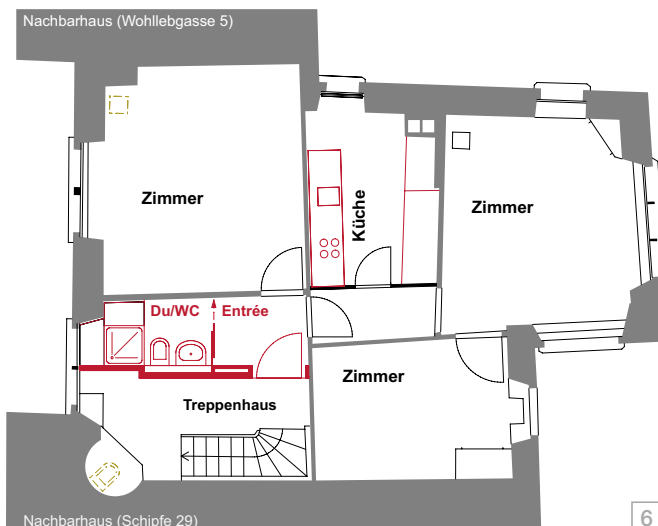 Nachbarhaus (Wohllebgasse 5)
Zimmer
Küche
Zimmer
Du/WC
Entrée
Zimmer
Treppenhaus
Nachbarhaus (Schipfe 29)
6